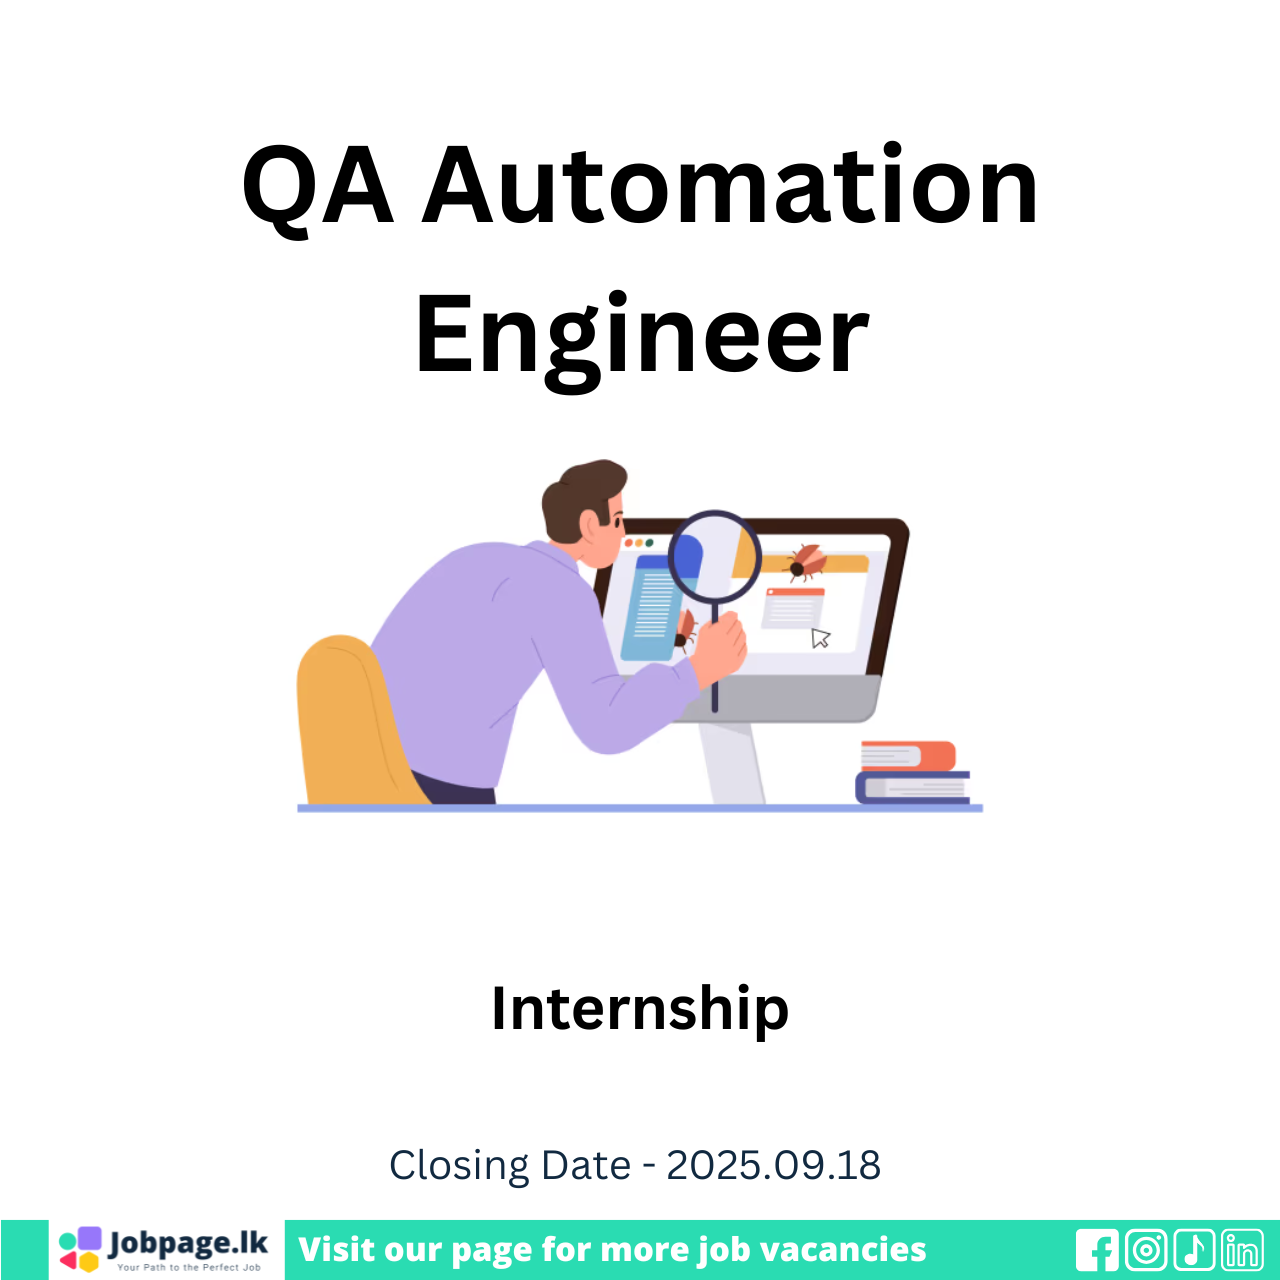 QA Automation
Engineer
Internship
Closing Date - 2025.09.18
Jobpage.lk
Your Path to the Perfect Job
Visit our page for more job vacancies